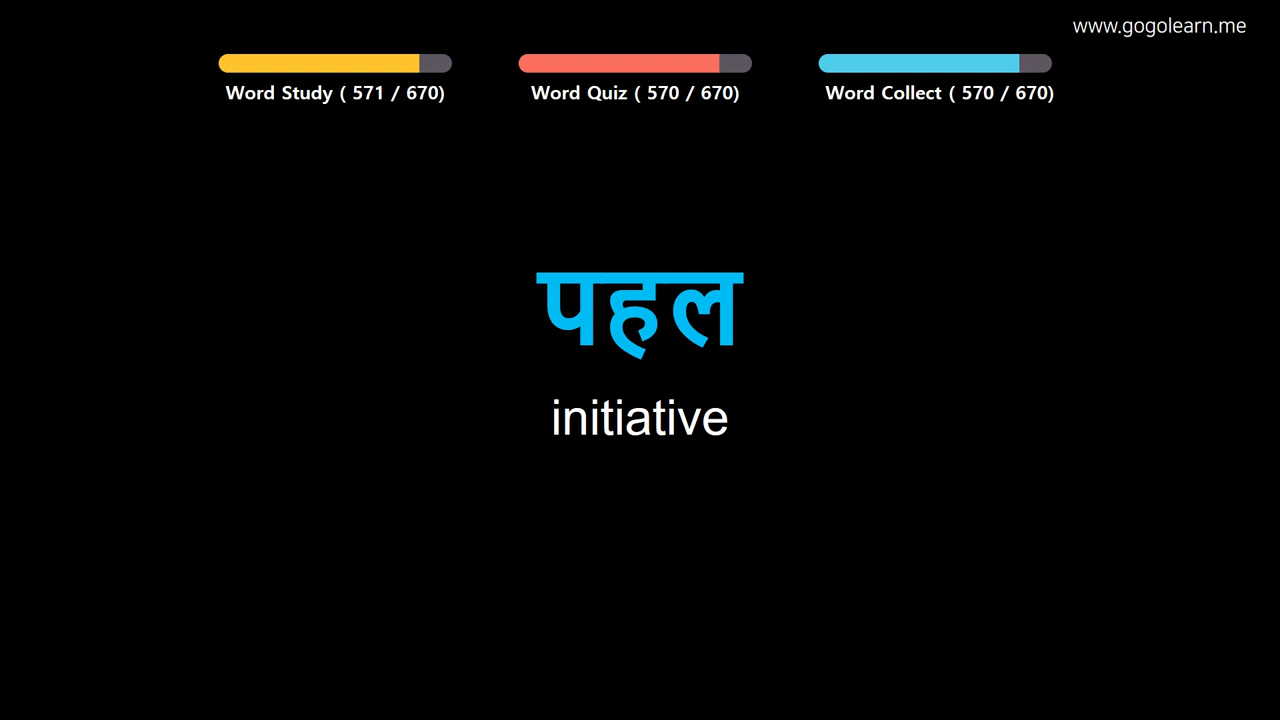 www.gogolearn.me
Word Study ( 571 / 670)
Word Quiz ( 570 / 670)
Word Collect ( 570 / 670)
पहल
initiative